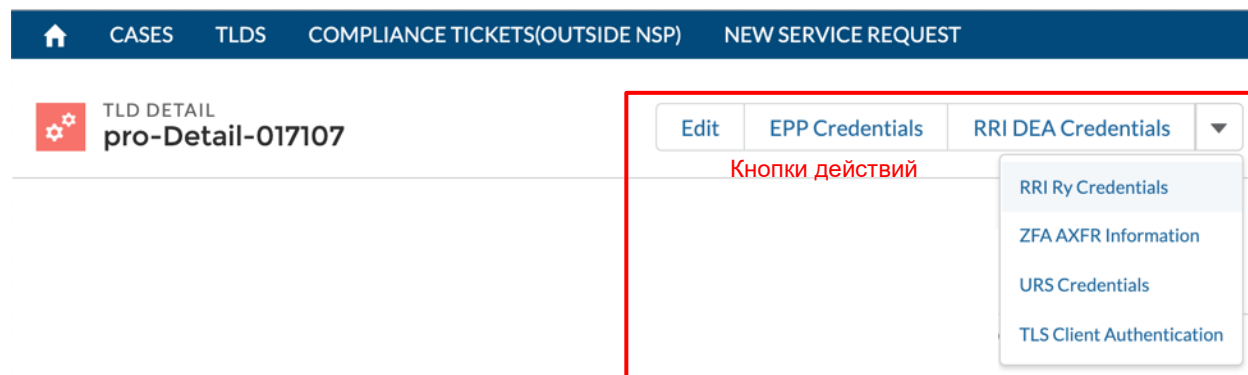 CASES TLDS COMPLIANCE TICKETS(OUTSIDE NSP) NEW SERVICE REQUEST
TLD DETAIL
pro-Detail-017107
Edit EPP Credentials RRI DEA Credentials
Кнопки действий
RRI Ry Credentials
ZFA AXFR Information
URS Credentials
TLS Client Authentication